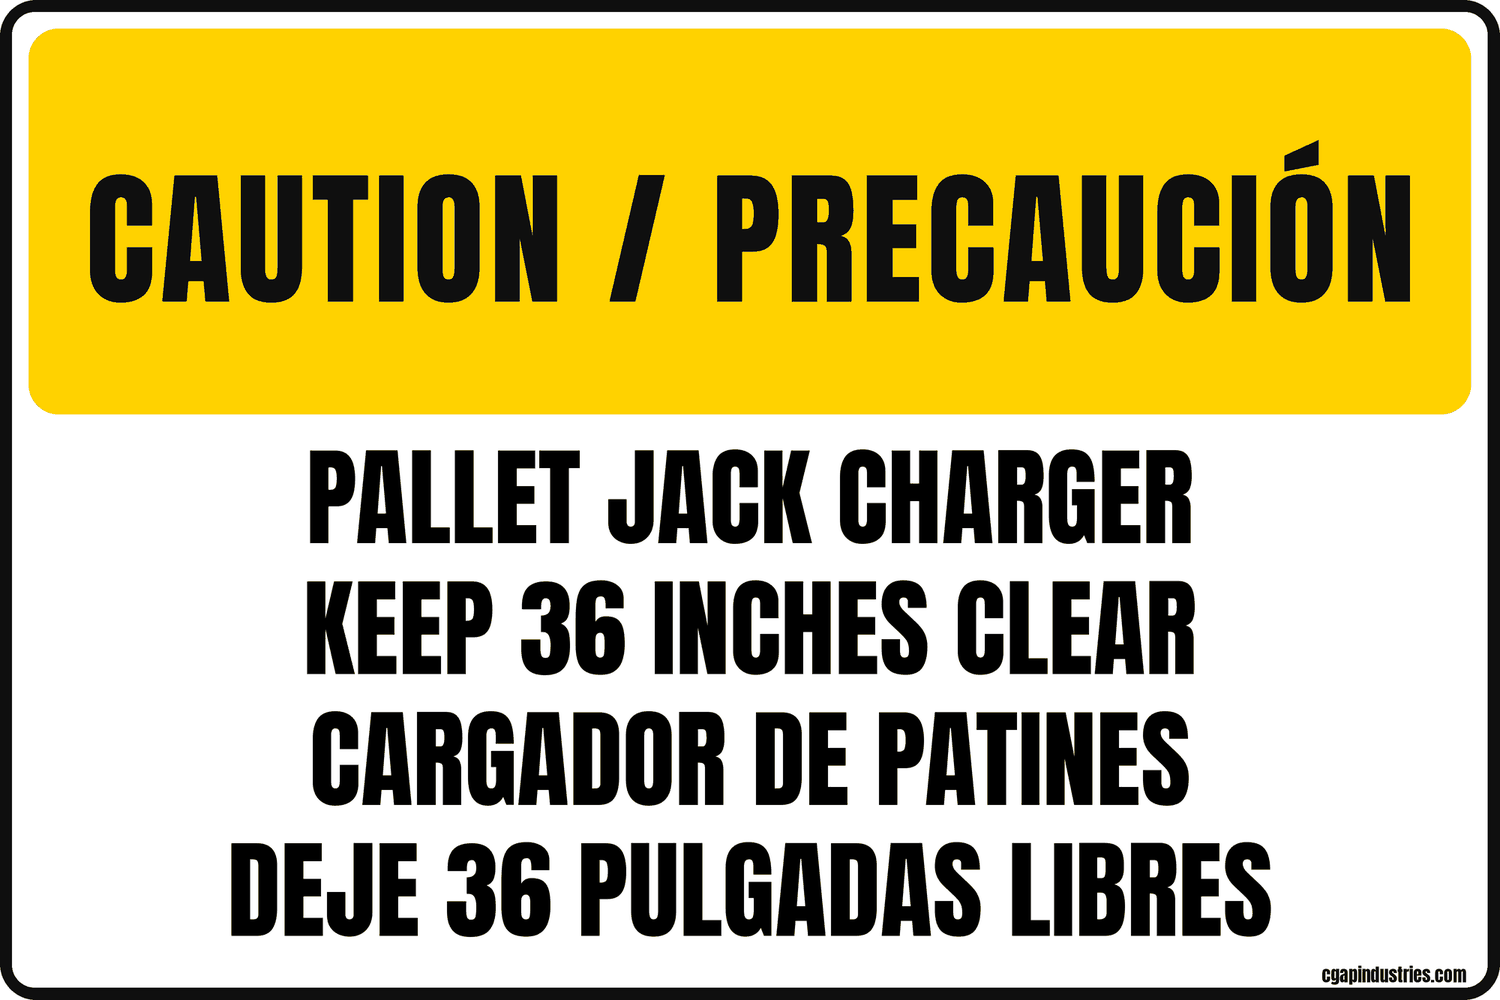 CAUTION / PRECAUCIÓN
PALLET JACK CHARGER
KEEP 36 INCHES CLEAR
CARGADOR DE PATINES
DEJE 36 PULGADAS LIBRES
cgapindustries.com